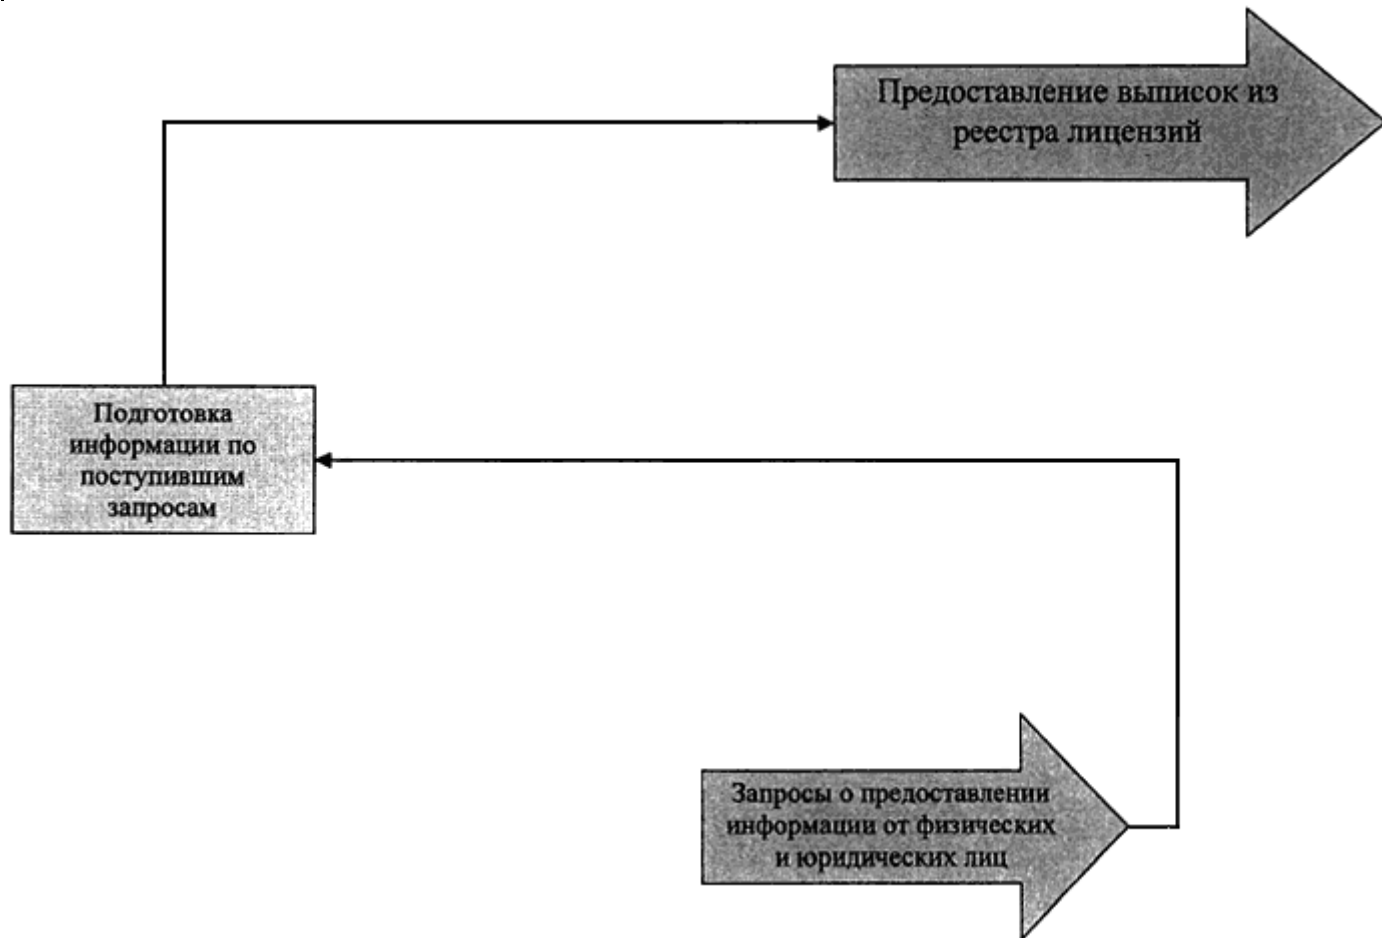 Предоставление выписок из
реестра лицензий
Подготовка
информации по
поступившим
запросам
Запросы о предоставлении
информации от физических
и юридических лиц